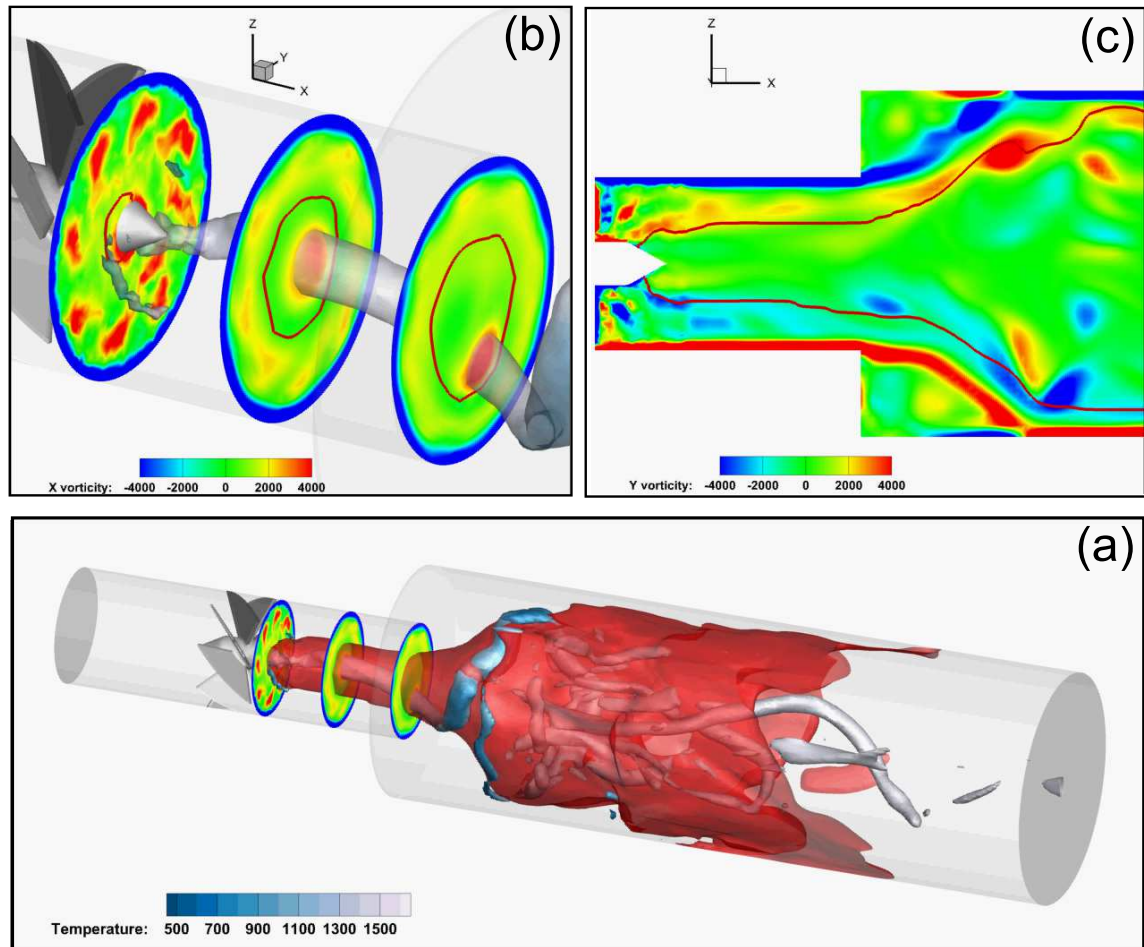 (b)
Z
Y
X
X vorticity: -4000 -2000 0 2000 4000
(c)
Z
Y
X
Y vorticity: -4000 -2000 0 2000 4000
(a)
Temperature: 500 700 900 1100 1300 1500